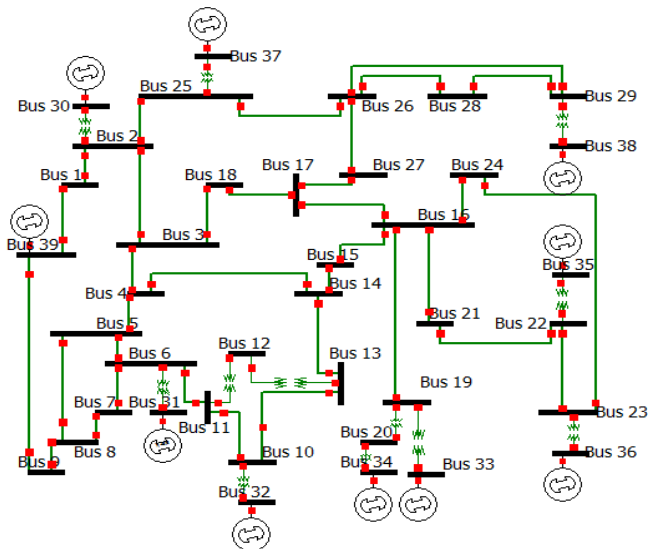 Bus 37
Bus 30
Bus 25
Bus 26
Bus 28
Bus 29
Bus 2
Bus 38
Bus 1
Bus 18
Bus 17
Bus 27
Bus 24
Bus 39
Bus 3
Bus 15
Bus 16
Bus 35
Bus 4
Bus 14
Bus 5
Bus 21
Bus 22
Bus 6
Bus 12
Bus 13
Bus 7
Bus 31
Bus 19
Bus 11
Bus 20
Bus 23
Bus 9
Bus 8
Bus 10
Bus 34
Bus 33
Bus 36
Bus 32